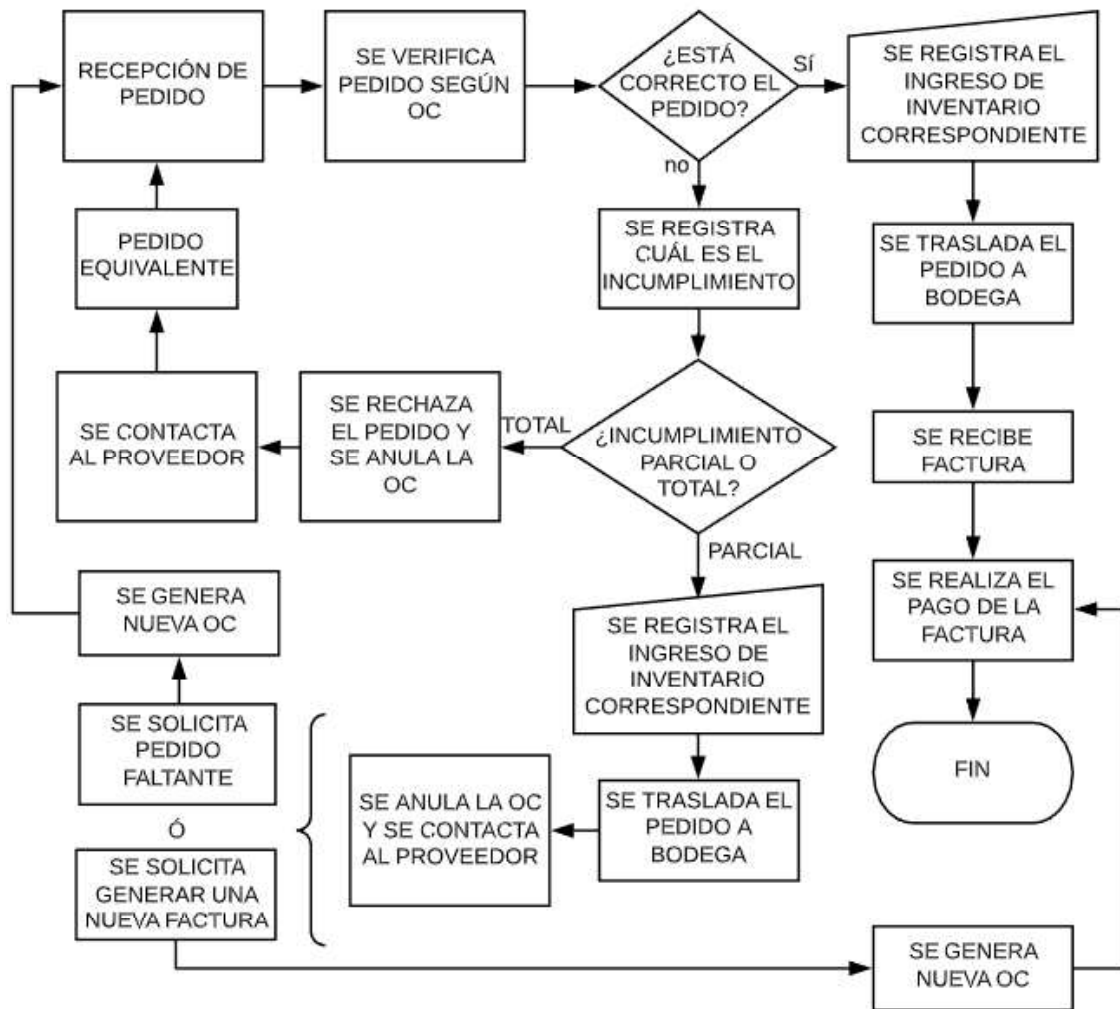 RECEPCIÓN DE
PEDIDO
SE VERIFICA
PEDIDO SEGÚN
OC
¿ESTÁ
CORRECTO EL
PEDIDO?
Sí
SE REGISTRA EL
INGRESO DE
INVENTARIO
CORRESPONDIENTE
no
PEDIDO
EQUIVALENTE
SE REGISTRA
CUÁL ES EL
INCUMPLIMIENTO
SE TRASLADA EL
PEDIDO A
BODEGA
SE CONTACTA
AL PROVEEDOR
SE RECHAZA
EL PEDIDO Y
SE ANULA LA
OC
TOTAL
¿INCUMPLIMIENTO
PARCIAL O
TOTAL?
SE RECIBE
FACTURA
PARCIAL
SE GENERA
NUEVA OC
SE REGISTRA EL
INGRESO DE
INVENTARIO
CORRESPONDIENTE
SE REALIZA EL
PAGO DE LA
FACTURA
SE SOLICITA
PEDIDO
FALTANTE
FIN
Ó
SE ANULA LA OC
Y SE CONTACTA
AL PROVEEDOR
SE TRASLADA EL
PEDIDO A
BODEGA
SE SOLICITA
GENERAR UNA
NUEVA FACTURA
SE GENERA
NUEVA OC